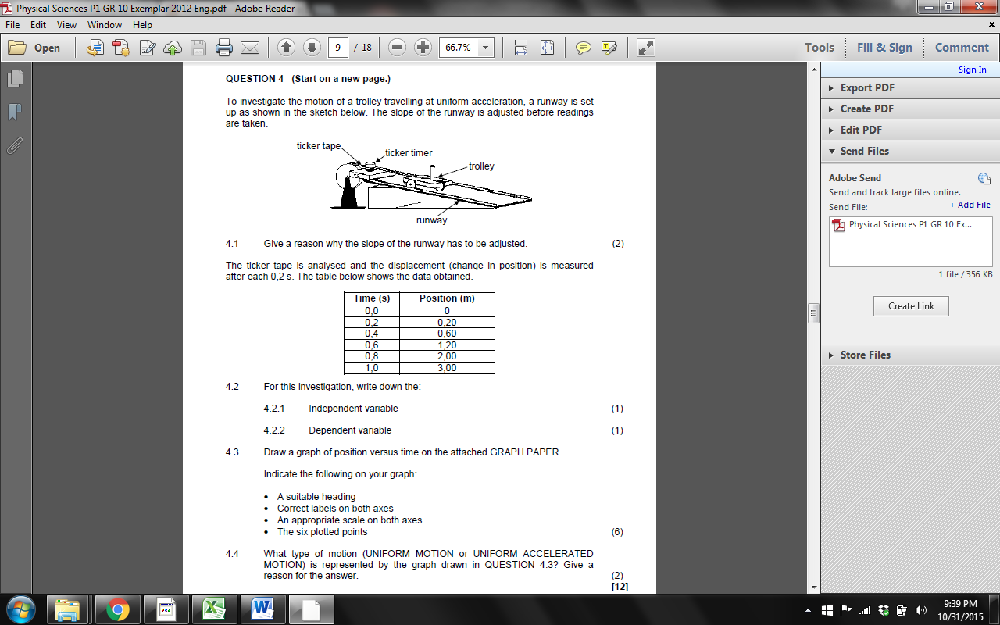 Physical Sciences P1 GR 10 Exemplar 2012 Eng.pdf - Adobe Reader
File Edit View Window Help
Open 9 / 18 66.7% Tools Fill & Sign Comment
Sign In
Export PDF
Create PDF
Edit PDF
Send Files
Adobe Send
Send and track large files online.
Send File:
+ Add File
Physical Sciences P1 GR 10 Ex...
1 file / 356 KB
Create Link
Store Files
QUESTION 4 (Start on a new page.)
To investigate the motion of a trolley travelling at uniform acceleration, a runway is set
up as shown in the sketch below. The slope of the runway is adjusted before readings
are taken.
ticker tape
ticker timer
trolley
runway
4.1 Give a reason why the slope of the runway has to be adjusted. (2)
The ticker tape is analysed and the displacement (change in position) is measured
after each 0,2 s. The table below shows the data obtained.
Time (s) Position (m)
0,0 0
0,2 0,20
0,4 0,60
0,6 1,20
0,8 2,00
1,0 3,00
4.2 For this investigation, write down the:
4.2.1 Independent variable (1)
4.2.2 Dependent variable (1)
4.3 Draw a graph of position versus time on the attached GRAPH PAPER.
Indicate the following on your graph:
• A suitable heading
• Correct labels on both axes
• An appropriate scale on both axes
• The six plotted points (6)
4.4 What type of motion (UNIFORM MOTION or UNIFORM ACCELERATED
MOTION) is represented by the graph drawn in QUESTION 4.3? Give a
reason for the answer. (2)
[12]
9:39 PM
10/31/2015